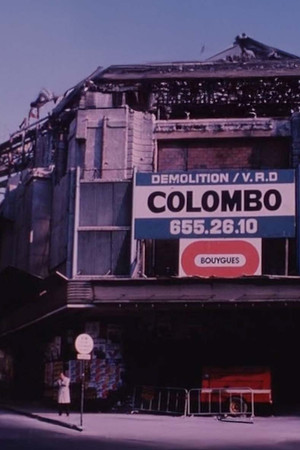 DEMOLITION / V.R.D
COLOMBO
655.26.10
BOUYGUES